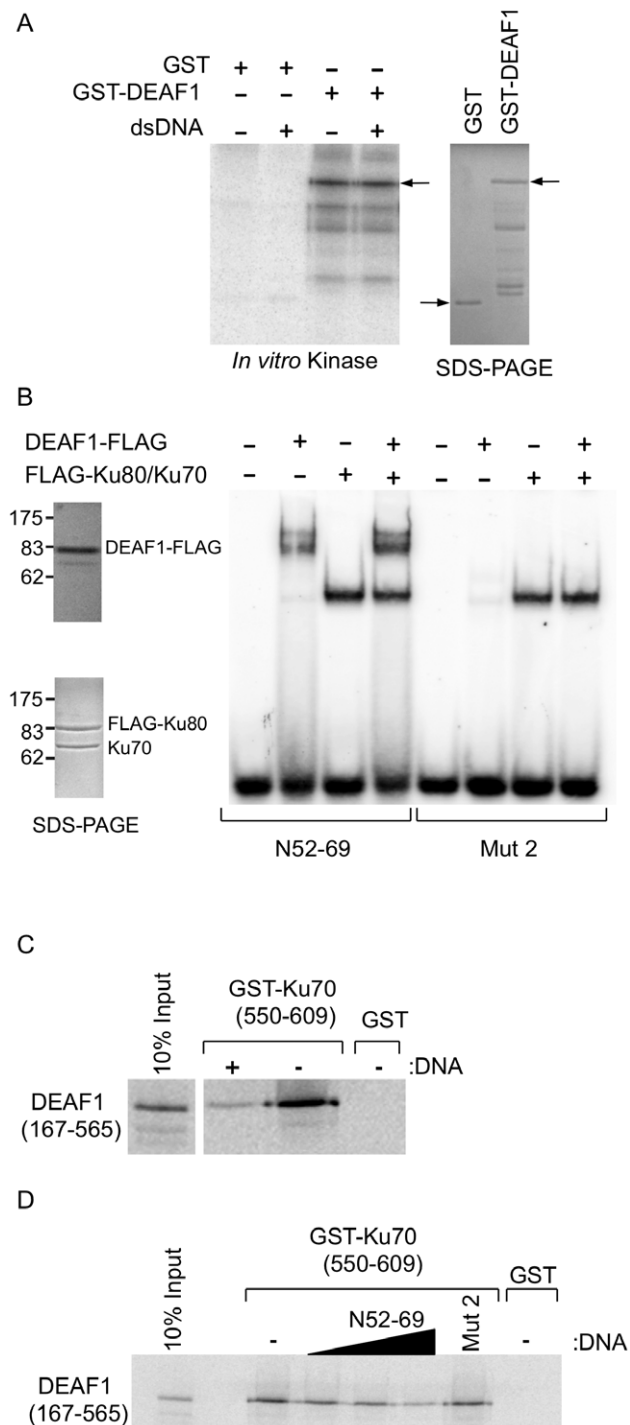 A
GST + + – –
GST-DEAF1 – – + +
dsDNA – + – +
GST
GST-DEAF1
In vitro Kinase
SDS-PAGE
B
DEAF1-FLAG – + – + – + – +
FLAG-Ku80/Ku70 – – + + – – + +
175
83
62
DEAF1-FLAG
175
83
62
FLAG-Ku80
Ku70
SDS-PAGE
N52-69
Mut 2
C
10% Input
GST-Ku70
(550-609)
GST
+ - - :DNA
DEAF1
(167-565)
D
10% Input
GST-Ku70
(550-609)
GST
- N52-69 Mut 2 - :DNA
DEAF1
(167-565)